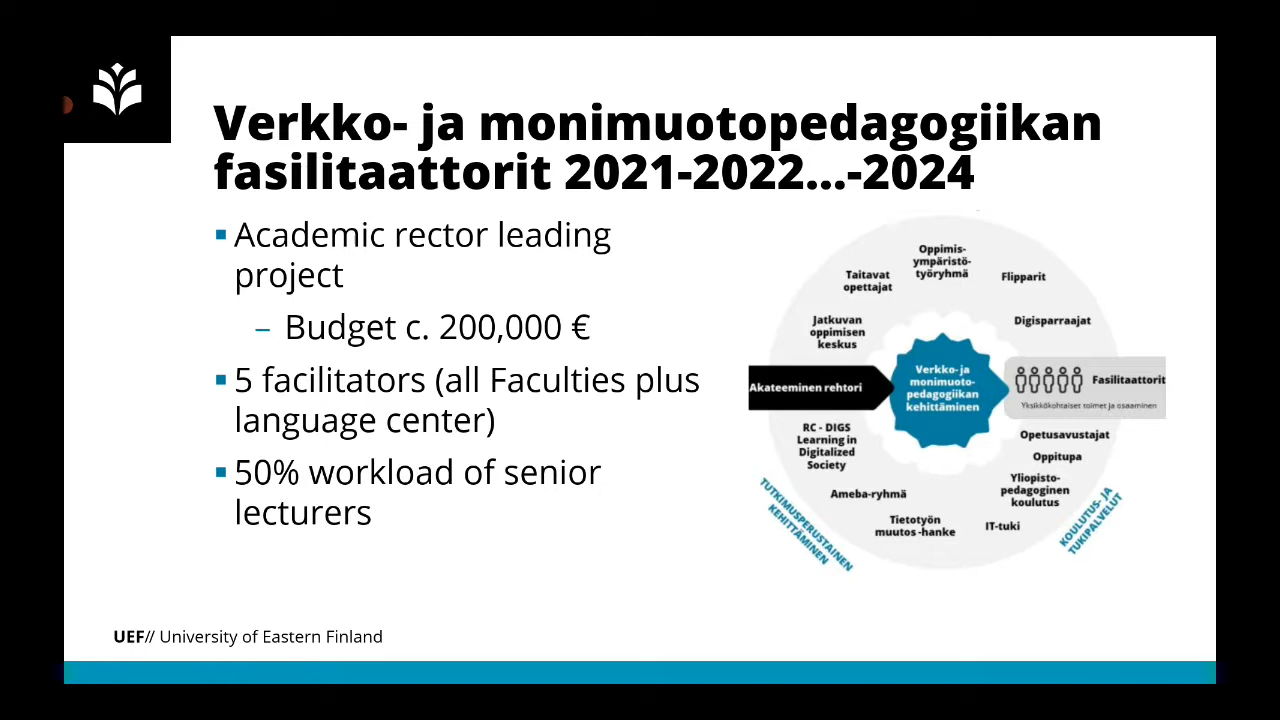 Verkko- ja monimuotopedagogiikan
fasilitaattorit 2021-2022...-2024
▪ Academic rector leading
project
– Budget c. 200,000 €
▪ 5 facilitators (all Faculties plus
language center)
▪ 50% workload of senior
lecturers
Oppimis-
ympäristö-
työryhmä
Taitavat
opettajat
Flipparit
Jatkuvan
oppimisen
keskus
Digisparraajat
Akateeminen rehtori
Verkko- ja
monimuoto-
pedagogiikan
kehittäminen
Fasilitaattorit
Yksikkökohtaiset toimet ja osaaminen
RC - DIGS
Learning in
Digitalized
Society
Opetusavustajat
Oppitupa
Yliopisto-
pedagoginen
koulutus
Ameba-ryhmä
Tietotyön
muutos -hanke
IT-tuki
TUTKIMUSPERUSTAINEN
KEHITTÄMINEN
KOULUTUS- JA
TUKIPALVELUT
UEF// University of Eastern Finland